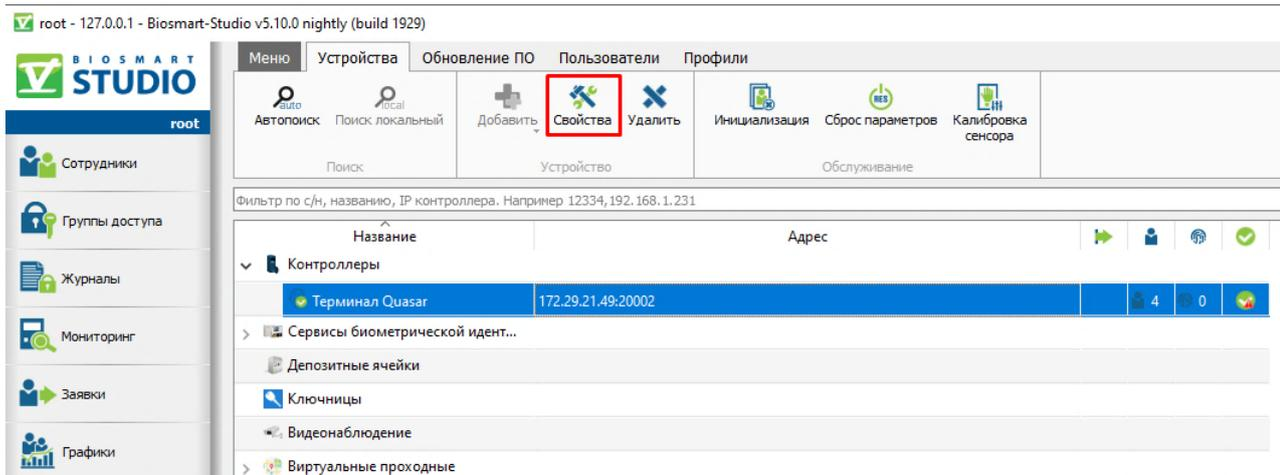 root - 127.0.0.1 - Biosmart-Studio v5.10.0 nightly (build 1929)
BIOSMART
STUDIO
root
Сотрудники
Группы доступа
Журналы
Мониторинг
Заявки
Графики
Меню Устройства Обновление ПО Пользователи Профили
auto local RES
Автопоиск Поиск локальный Добавить Свойства Удалить Инициализация Сброс параметров Калибровка
сенсора
Поиск Устройство Обслуживание
Фильтр по с/н, названию, IP контроллера. Например 12334,192.168.1.231
Название Адрес
Контроллеры
Терминал Quasar 172.29.21.49:20002 4 0
Сервисы биометрической идент...
Депозитные ячейки
Ключницы
Видеонаблюдение
Виртуальные проходные